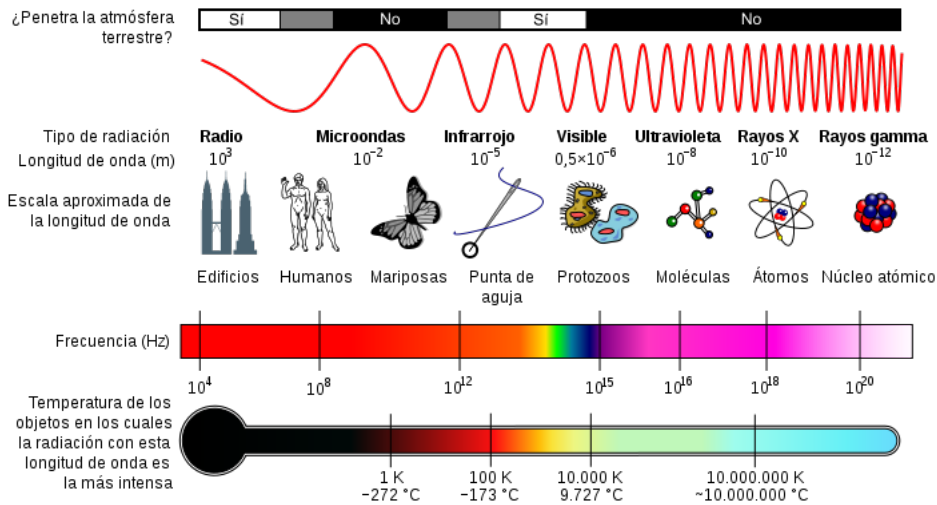 ¿Penetra la atmósfera
terrestre?
Sí No Sí No
Tipo de radiación Radio Microondas Infrarrojo Visible Ultravioleta Rayos X Rayos gamma
Longitud de onda (m) 10³ 10⁻² 10⁻⁵ 0,5×10⁻⁶ 10⁻⁸ 10⁻¹⁰ 10⁻¹²
Escala aproximada de
la longitud de onda
Edificios Humanos Mariposas Punta de Protozoos Moléculas Átomos Núcleo atómico
aguja
Frecuencia (Hz)
10⁴ 10⁸ 10¹² 10¹⁵ 10¹⁶ 10¹⁸ 10²⁰
Temperatura de los
objetos en los cuales
la radiación con esta
longitud de onda es
la más intensa
1 K 100 K 10.000 K 10.000.000 K
−272 °C −173 °C 9.727 °C ~10.000.000 °C